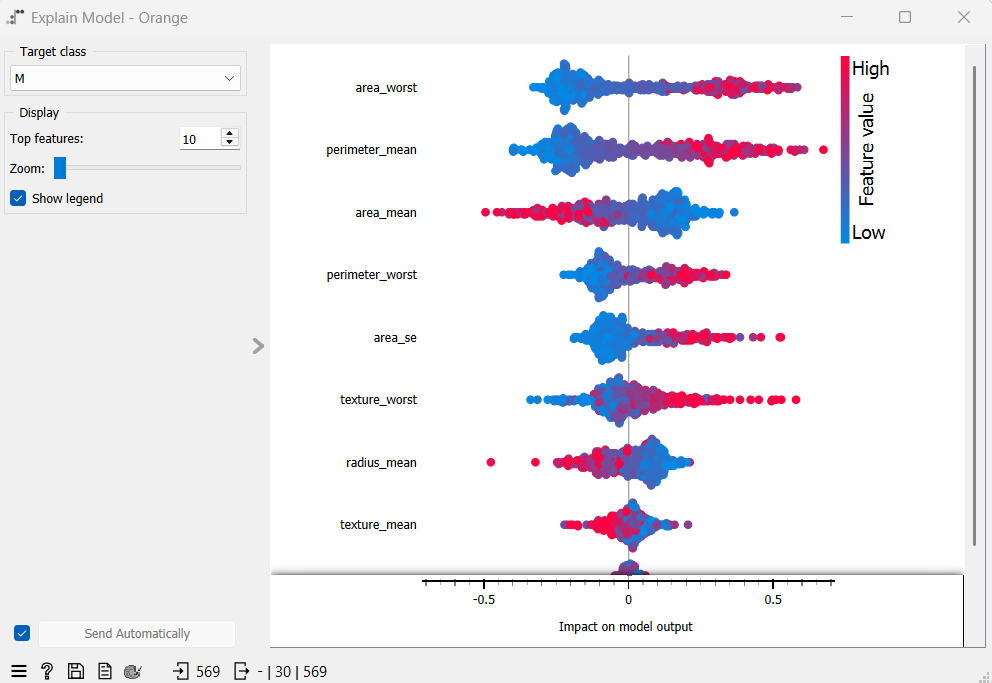 Explain Model - Orange
Target class
M
Display
Top features:
10
Zoom:
Show legend
Send Automatically
569
- | 30 | 569
area_worst
perimeter_mean
area_mean
perimeter_worst
area_se
texture_worst
radius_mean
texture_mean
High
Feature value
Low
-0.5
0
0.5
Impact on model output